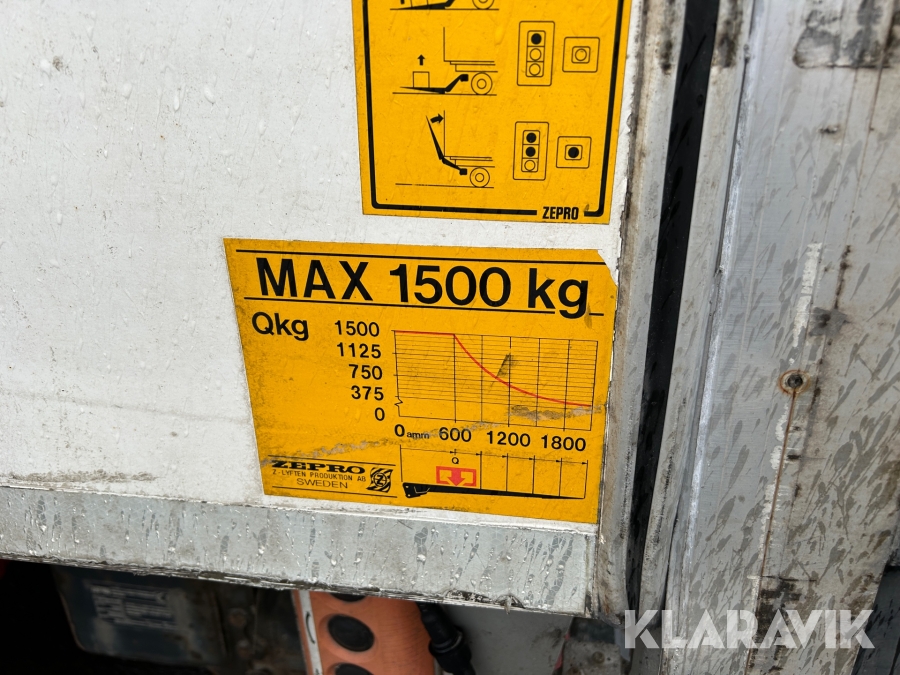 ZEPRO
MAX 1500 kg
Qkg
1500
1125
750
375
0
0 amm 600 1200 1800
Q
ZEPRO
Z-LYFTEN PRODUKTION AB
SWEDEN
KLARAVIK